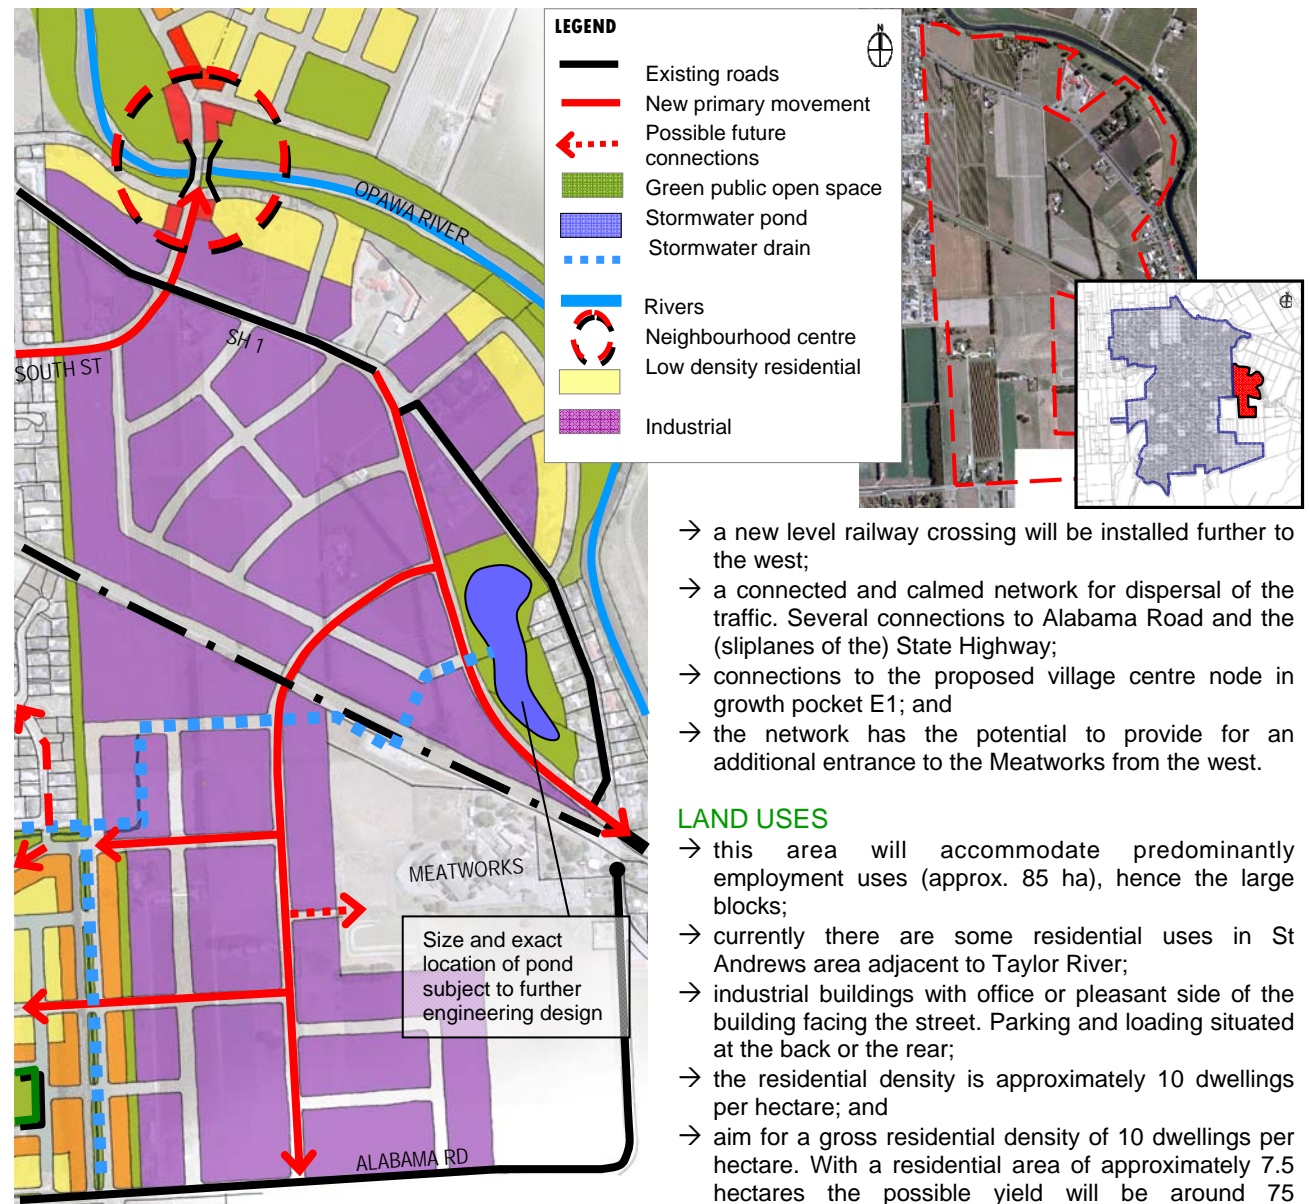 LEGEND
N
Existing roads
New primary movement
Possible future
connections
Green public open space
Stormwater pond
Stormwater drain
Rivers
Neighbourhood centre
Low density residential
Industrial
OPAWA RIVER
SH 1
SOUTH ST
MEATWORKS
Size and exact
location of pond
subject to further
engineering design
ALABAMA RD
→ a new level railway crossing will be installed further to
the west;
→ a connected and calmed network for dispersal of the
traffic. Several connections to Alabama Road and the
(sliplanes of the) State Highway;
→ connections to the proposed village centre node in
growth pocket E1; and
→ the network has the potential to provide for an
additional entrance to the Meatworks from the west.
LAND USES
→ this area will accommodate predominantly
employment uses (approx. 85 ha), hence the large
blocks;
→ currently there are some residential uses in St
Andrews area adjacent to Taylor River;
→ industrial buildings with office or pleasant side of the
building facing the street. Parking and loading situated
at the back or the rear;
→ the residential density is approximately 10 dwellings
per hectare; and
→ aim for a gross residential density of 10 dwellings per
hectare. With a residential area of approximately 7.5
hectares the possible yield will be around 75